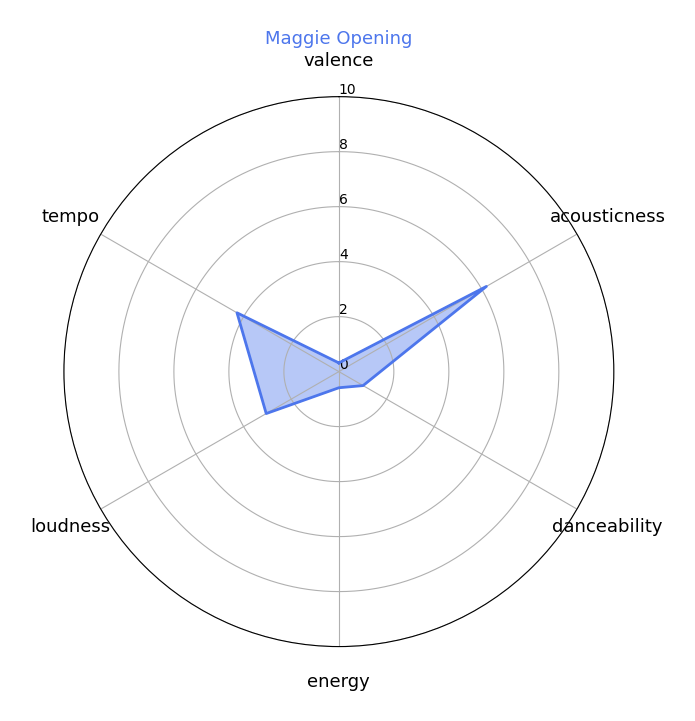 Maggie Opening
valence
10
8
6
4
2
0
tempo
acousticness
loudness
danceability
energy